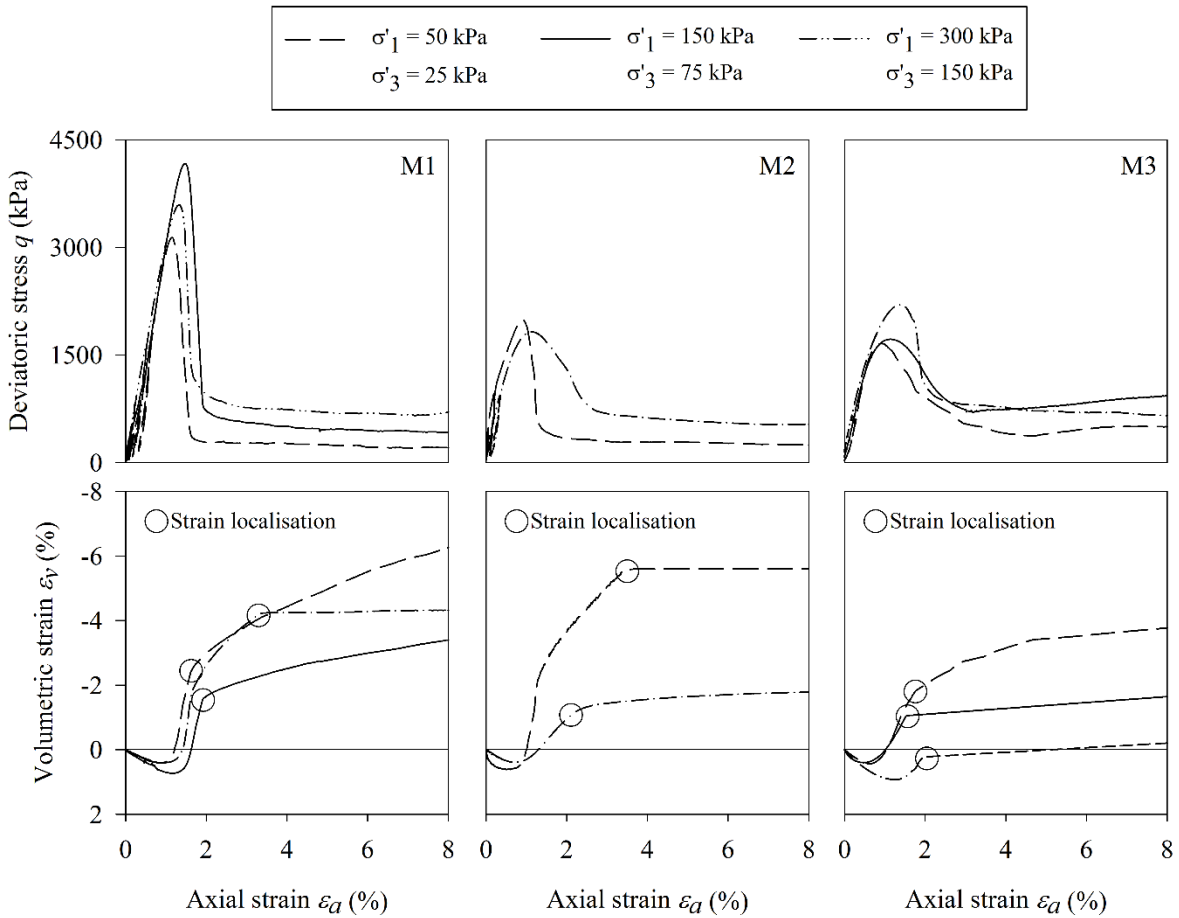 σ'1 = 50 kPa σ'1 = 150 kPa σ'1 = 300 kPa
σ'3 = 25 kPa σ'3 = 75 kPa σ'3 = 150 kPa
4500
3000
1500
0
Deviatoric stress q (kPa)
M1
M2
M3
-8
-6
-4
-2
0
2
Volumetric strain εv (%)
Strain localisation
Strain localisation
Strain localisation
0 2 4 6 8
0 2 4 6 8
0 2 4 6 8
Axial strain εa (%)
Axial strain εa (%)
Axial strain εa (%)